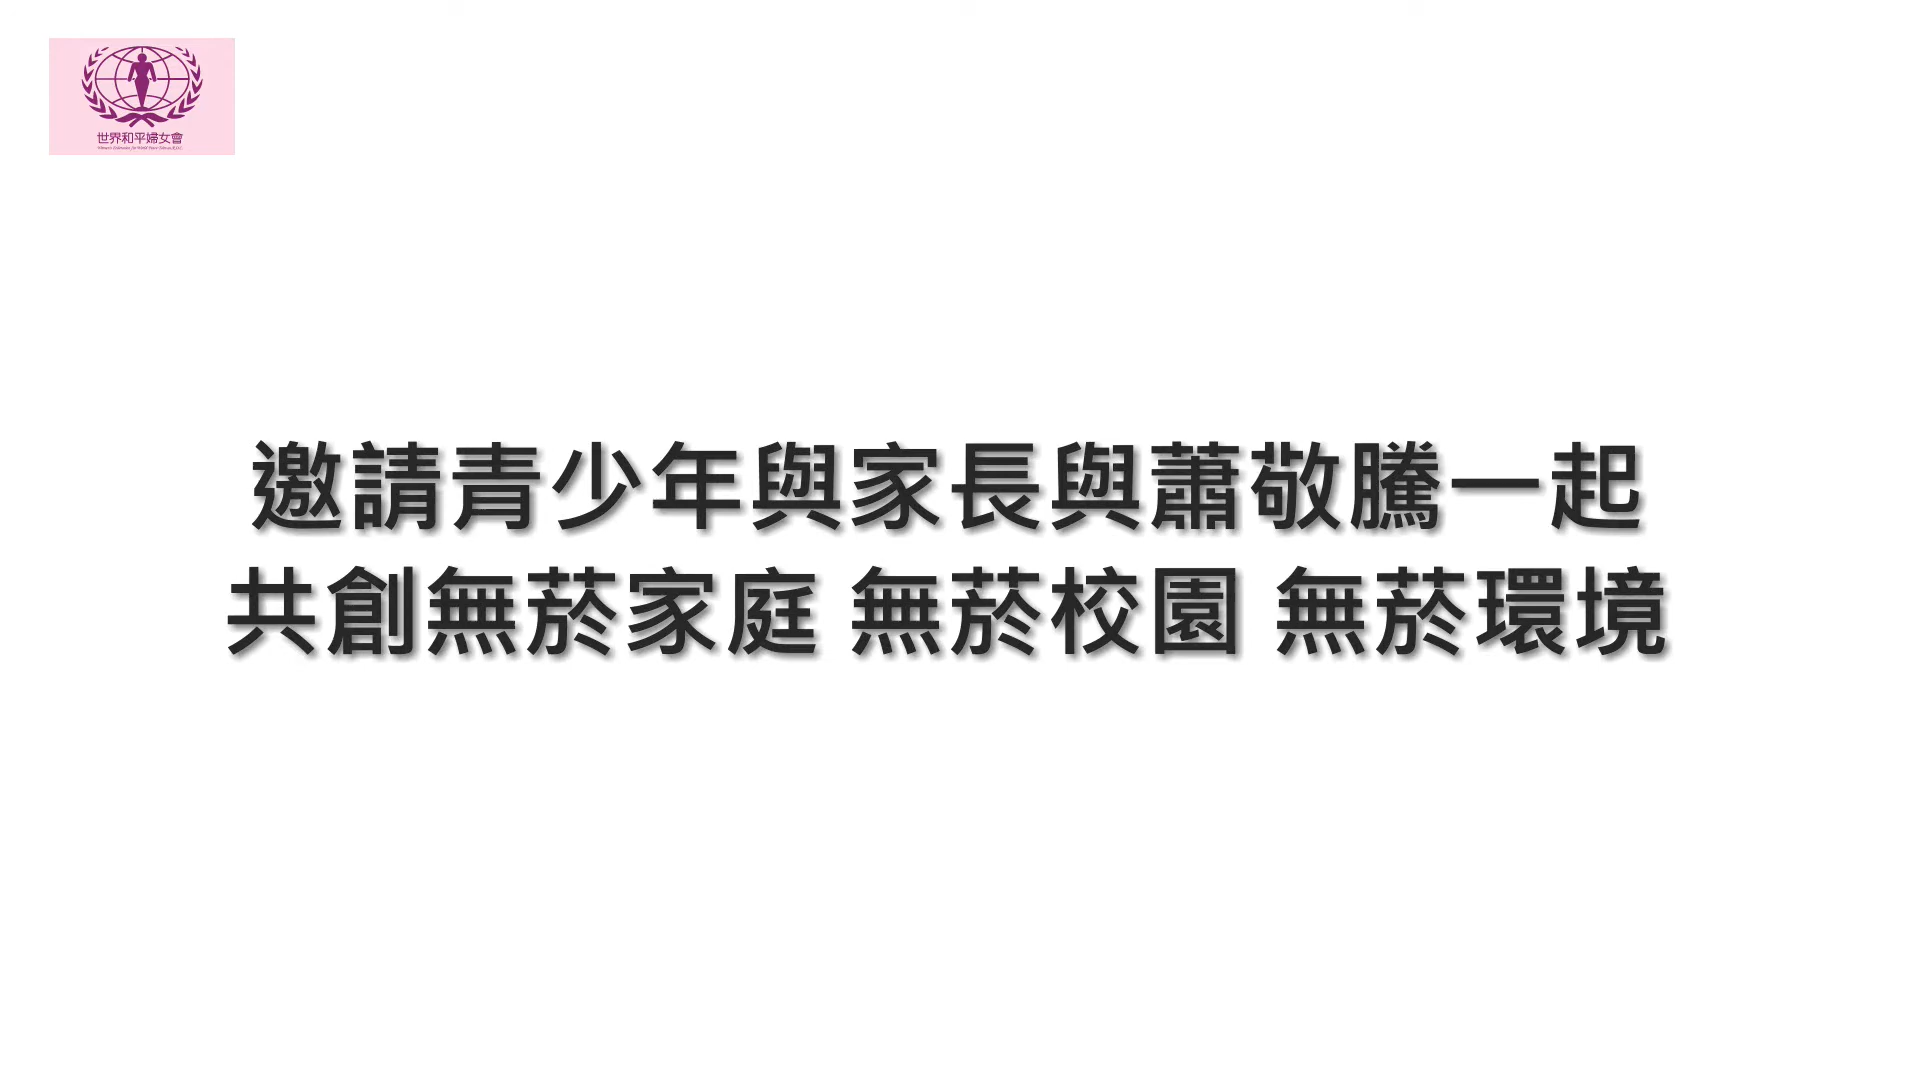 世界和平婦女會
邀請青少年與家長與蕭敬騰一起
共創無菸家庭 無菸校園 無菸環境